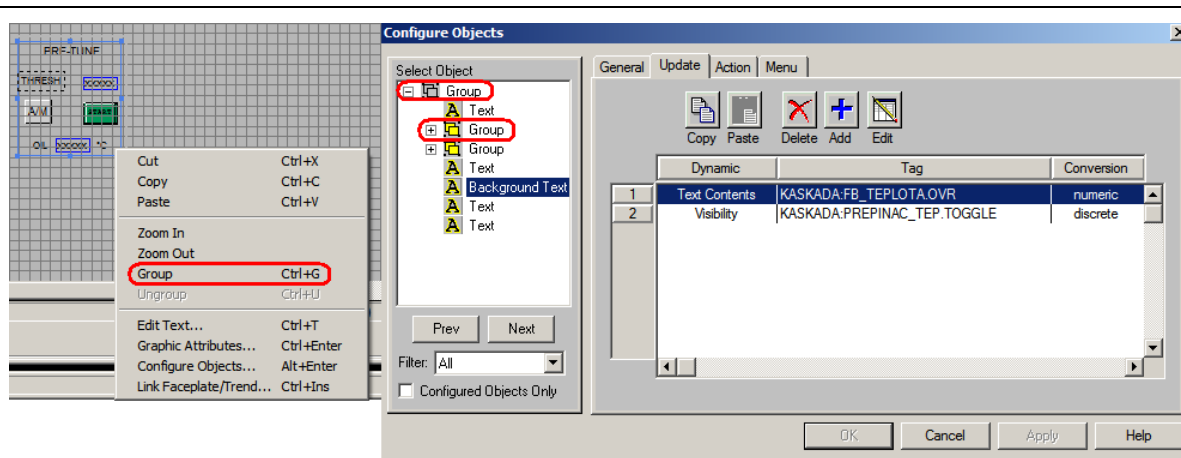 PRE-TUNE
THRESH XXXXX
A/M START
OIL XXXXX °C
Cut Ctrl+X
Copy Ctrl+C
Paste Ctrl+V
Zoom In
Zoom Out
Group Ctrl+G
Ungroup Ctrl+U
Edit Text... Ctrl+T
Graphic Attributes... Ctrl+Enter
Configure Objects... Alt+Enter
Link Faceplate/Trend... Ctrl+Ins
Configure Objects
Select Object
Group
Text
Group
Group
Text
Background Text
Text
Text
Prev Next
Filter: All
Configured Objects Only
General Update Action Menu
Copy Paste Delete Add Edit
Dynamic Tag Conversion
1 Text Contents KASKADA:FB_TEPLOTA.OVR numeric
2 Visibility KASKADA:PREPINAC_TEP.TOGGLE discrete
OK Cancel Apply Help